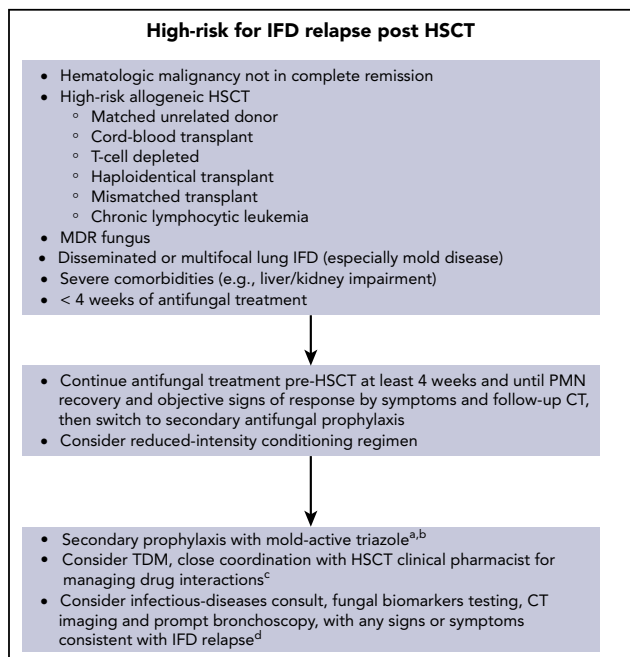 High-risk for IFD relapse post HSCT
• Hematologic malignancy not in complete remission
• High-risk allogeneic HSCT
° Matched unrelated donor
° Cord-blood transplant
° T-cell depleted
° Haploidentical transplant
° Mismatched transplant
° Chronic lymphocytic leukemia
• MDR fungus
• Disseminated or multifocal lung IFD (especially mold disease)
• Severe comorbidities (e.g., liver/kidney impairment)
• < 4 weeks of antifungal treatment
• Continue antifungal treatment pre-HSCT at least 4 weeks and until PMN
recovery and objective signs of response by symptoms and follow-up CT,
then switch to secondary antifungal prophylaxis
• Consider reduced-intensity conditioning regimen
• Secondary prophylaxis with mold-active triazoleᵃ,ᵇ
• Consider TDM, close coordination with HSCT clinical pharmacist for
managing drug interactionsᶜ
• Consider infectious-diseases consult, fungal biomarkers testing, CT
imaging and prompt bronchoscopy, with any signs or symptoms
consistent with IFD relapseᵈ